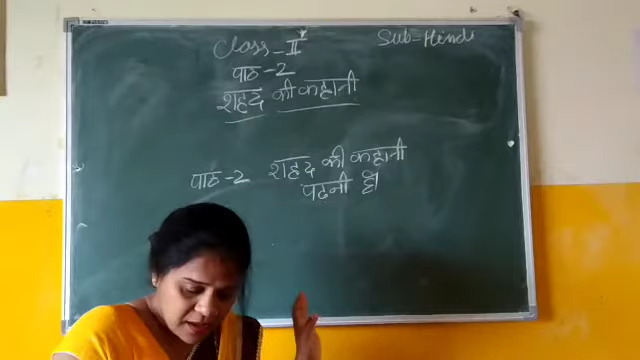 Class - II Sub - Hindi
पाठ - 2
शहद की कहानी
पाठ - 2 शहद की कहानी
पढ़नी है।